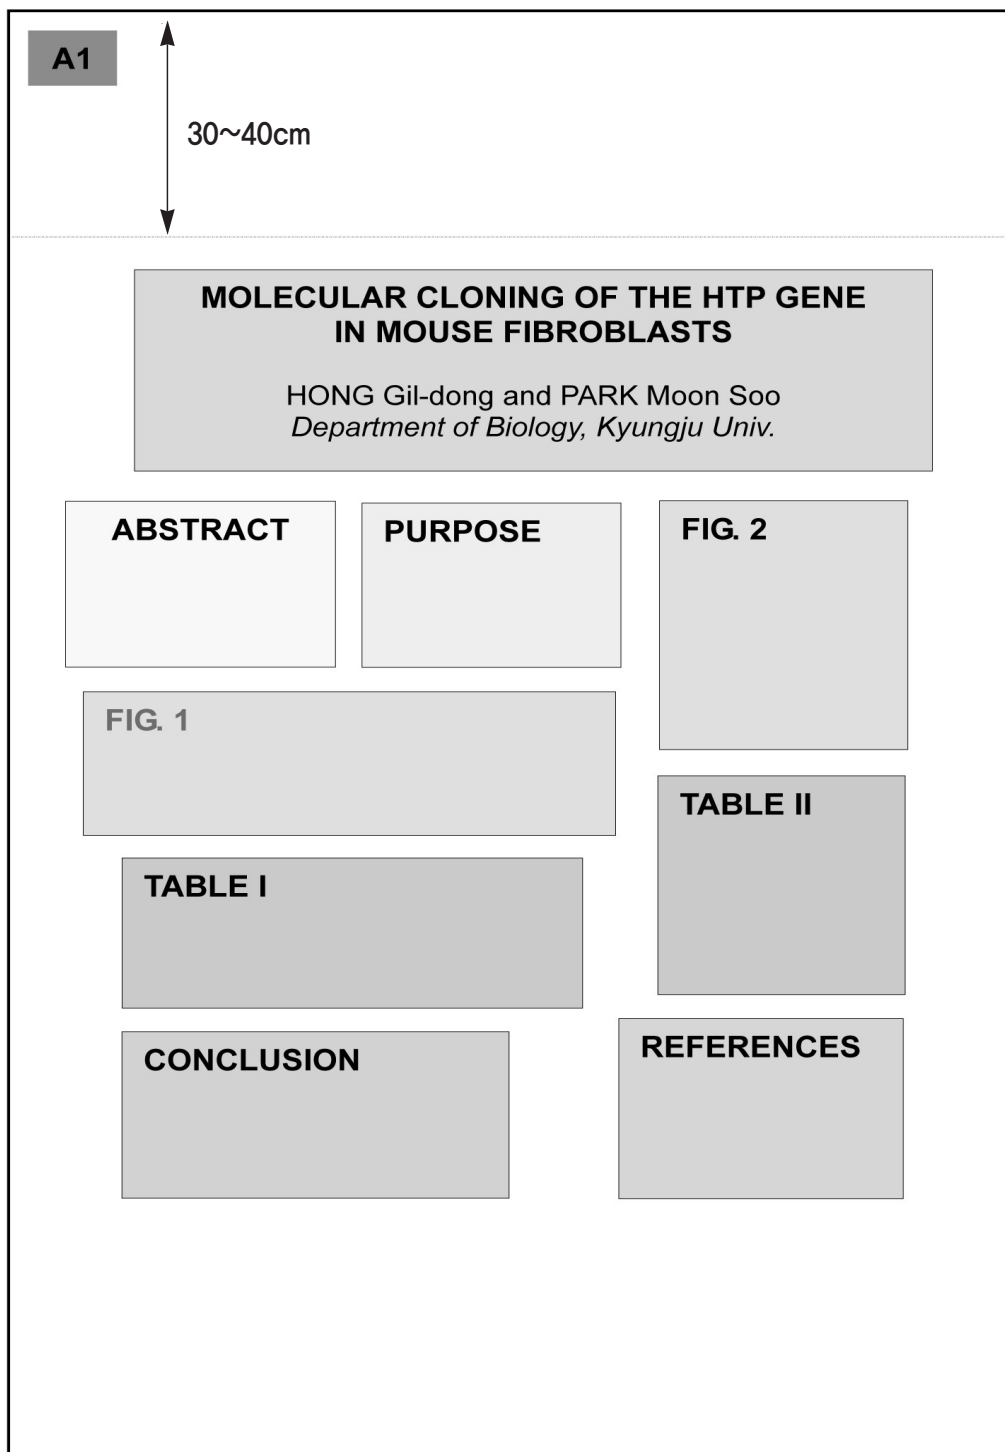 A1
30~40cm
MOLECULAR CLONING OF THE HTP GENE
IN MOUSE FIBROBLASTS
HONG Gil-dong and PARK Moon Soo
Department of Biology, Kyungju Univ.
ABSTRACT
PURPOSE
FIG. 2
FIG. 1
TABLE II
TABLE I
CONCLUSION
REFERENCES